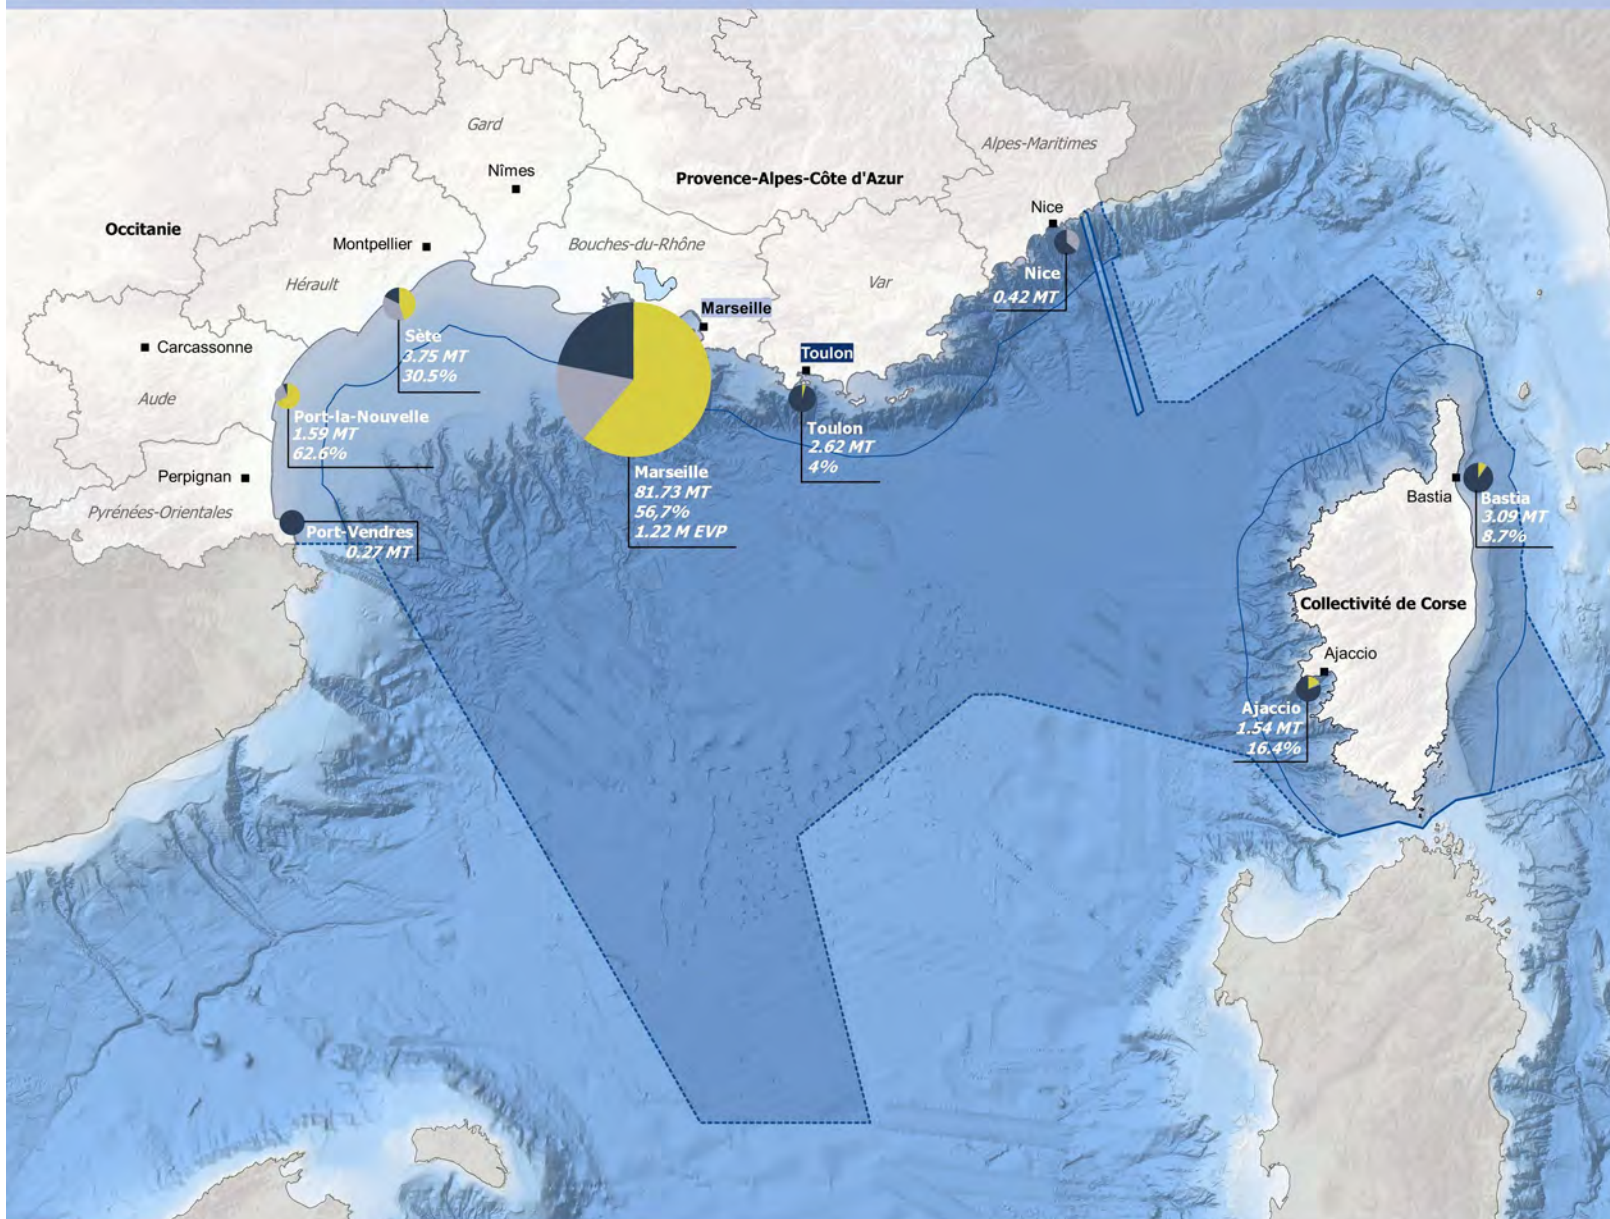 Gard
Alpes-Maritimes
Nîmes
Provence-Alpes-Côte d'Azur
Nice
Occitanie
Montpellier
Bouches-du-Rhône
Hérault
Var
Nice
0.42 MT
Marseille
Sète
3.75 MT
30.5%
Carcassonne
Toulon
Aude
Port-la-Nouvelle
1.59 MT
62.6%
Toulon
2.62 MT
4%
Perpignan
Marseille
81.73 MT
56,7%
1.22 M EVP
Bastia
Bastia
3.09 MT
8.7%
Pyrénées-Orientales
Port-Vendres
0.27 MT
Collectivité de Corse
Ajaccio
Ajaccio
1.54 MT
16.4%